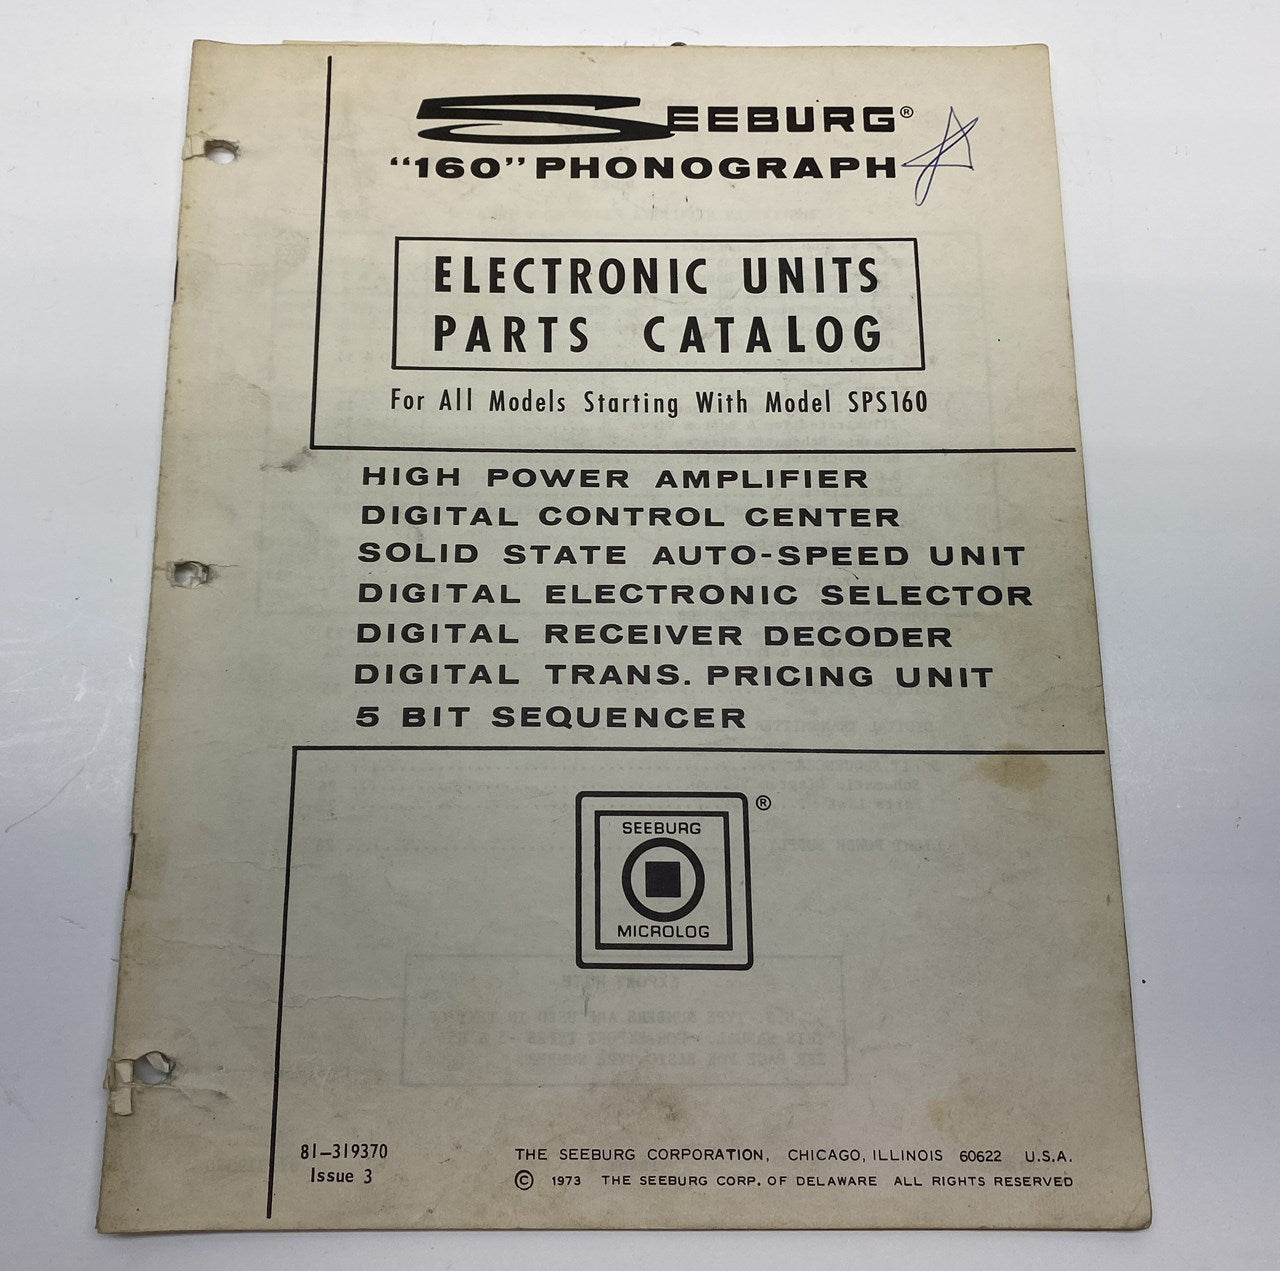 SEEBURG®
"160" PHONOGRAPH
ELECTRONIC UNITS
PARTS CATALOG
For All Models Starting With Model SPS160
HIGH POWER AMPLIFIER
DIGITAL CONTROL CENTER
SOLID STATE AUTO-SPEED UNIT
DIGITAL ELECTRONIC SELECTOR
DIGITAL RECEIVER DECODER
DIGITAL TRANS. PRICING UNIT
5 BIT SEQUENCER
®
SEEBURG
MICROLOG
81-319370
Issue 3
THE SEEBURG CORPORATION, CHICAGO, ILLINOIS 60622 U.S.A.
© 1973 THE SEEBURG CORP. OF DELAWARE ALL RIGHTS RESERVED